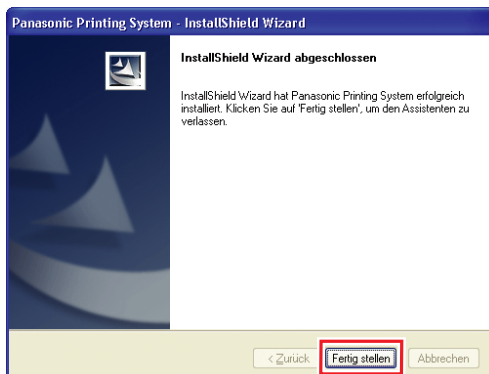 Panasonic Printing System - InstallShield Wizard
InstallShield Wizard abgeschlossen
InstallShield Wizard hat Panasonic Printing System erfolgreich
installiert. Klicken Sie auf 'Fertig stellen', um den Assistenten zu
verlassen.
< Zurück Fertig stellen Abbrechen